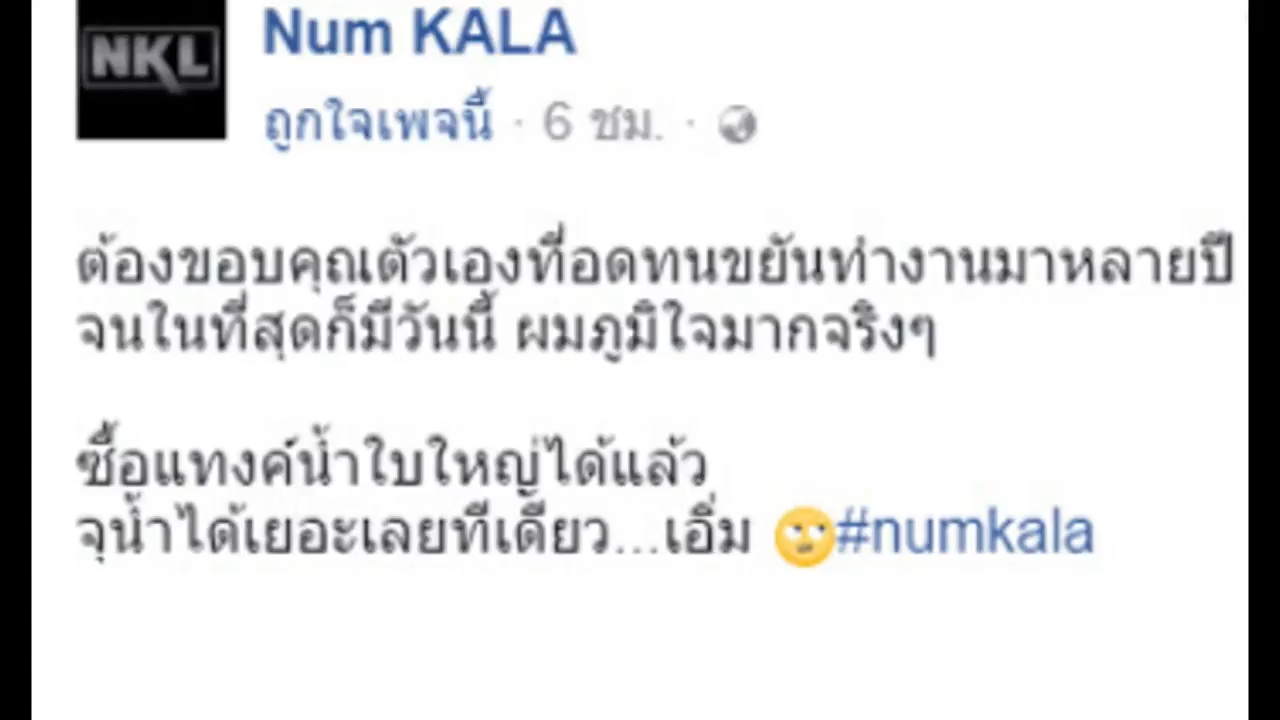 NKL
Num KALA
ถูกใจเพจนี้ · 6 ชม. ·
ต้องขอบคุณตัวเองที่อดทนขยันทำงานมาหลายปี
จนในที่สุดก็มีวันนี้ ผมภูมิใจมากจริงๆ
ซื้อแทงค์น้ำใบใหญ่ได้แล้ว
จุน้ำได้เยอะเลยทีเดียว...เอิ่ม 🙄#numkala